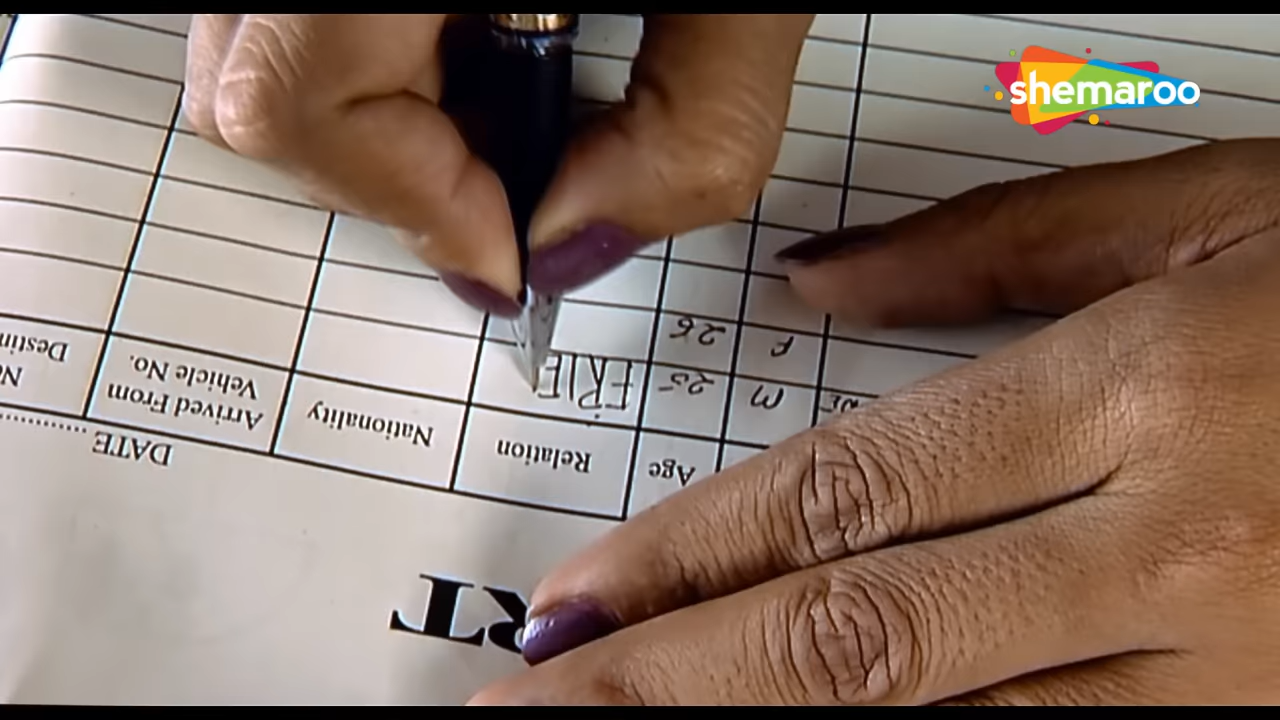 shemaroo
RT
DATE
Age
Relation
Nationality
Arrived From
Vehicle No.
M
25
FRIE
F
26